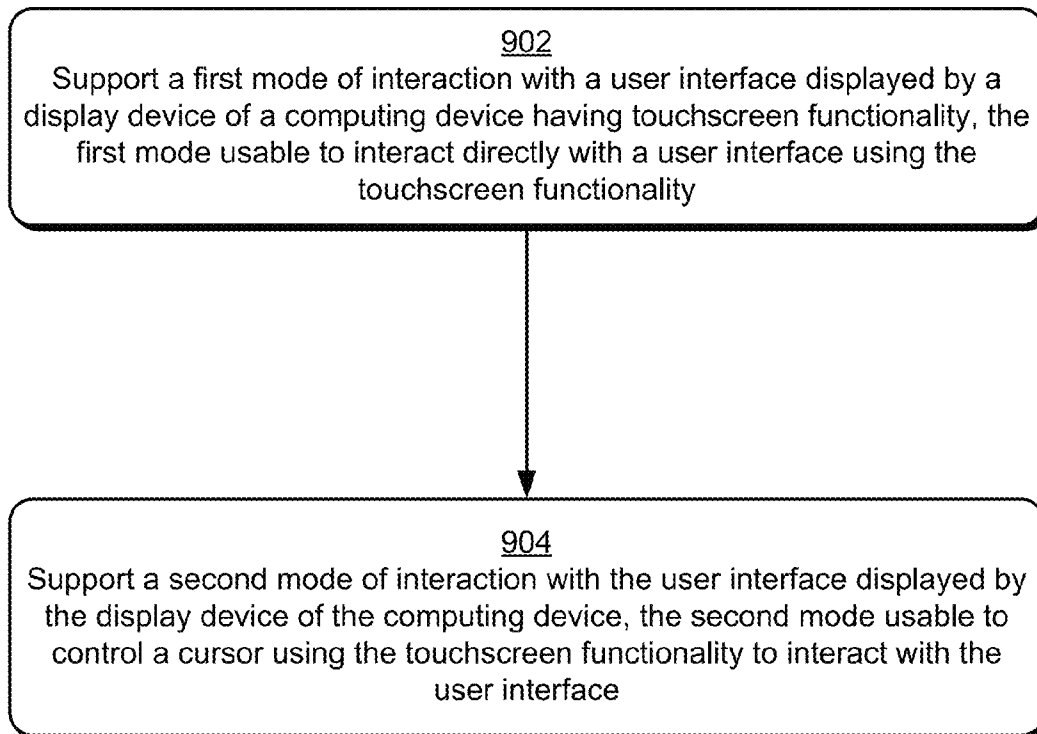 902
Support a first mode of interaction with a user interface displayed by a
display device of a computing device having touchscreen functionality, the
first mode usable to interact directly with a user interface using the
touchscreen functionality
904
Support a second mode of interaction with the user interface displayed by
the display device of the computing device, the second mode usable to
control a cursor using the touchscreen functionality to interact with the
user interface